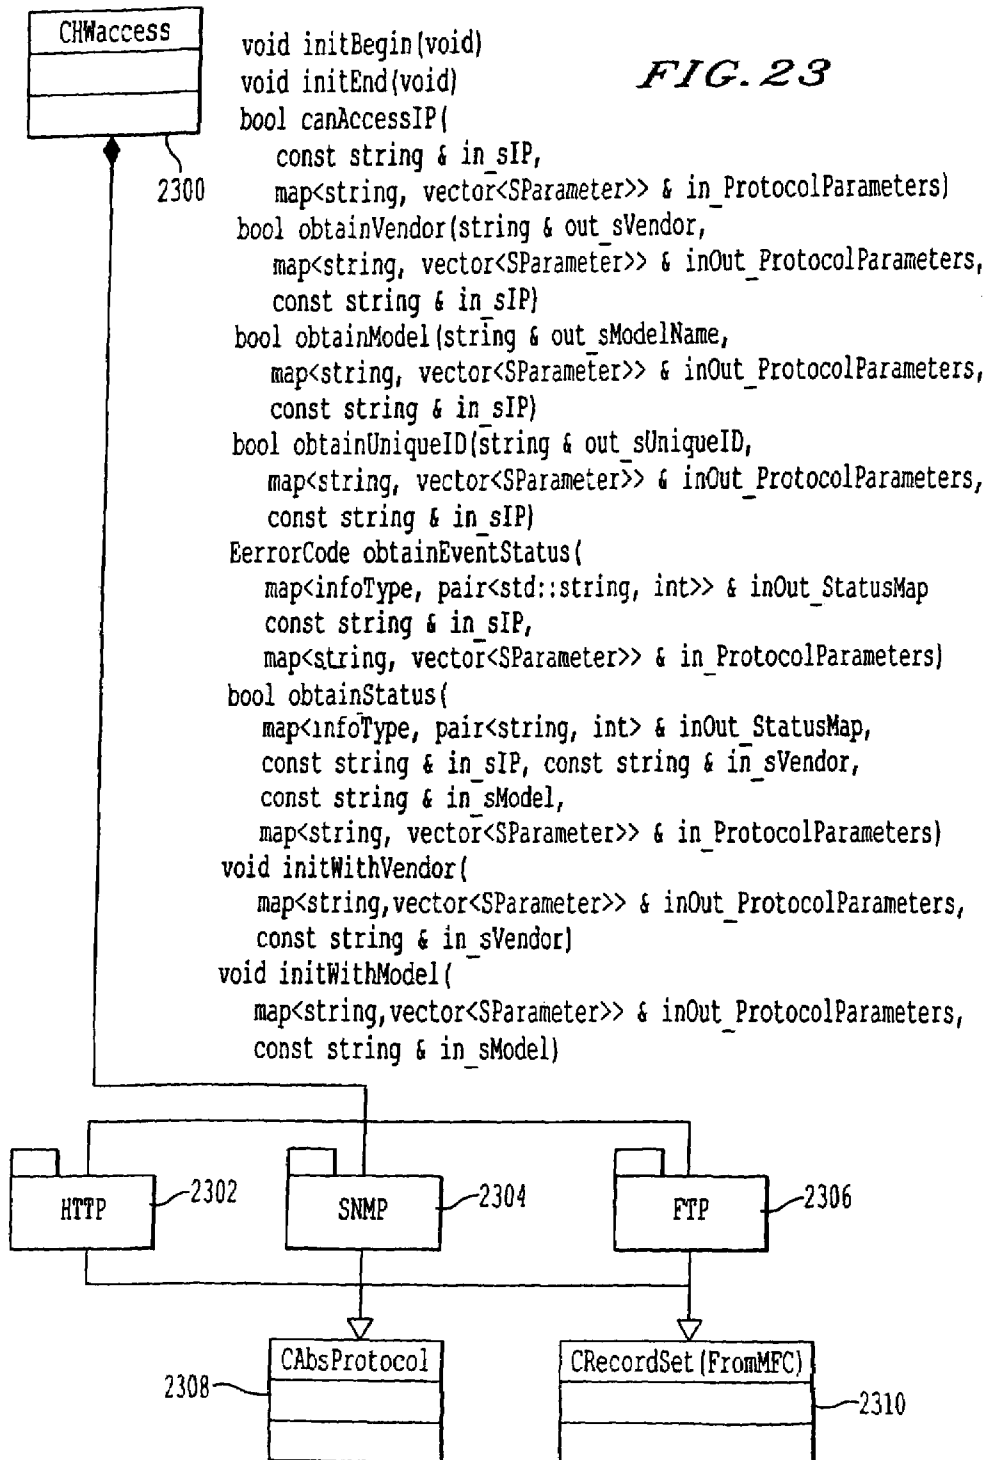 CHWaccess
FIG.23
void initBegin(void)
void initEnd(void)
bool canAccessIP(
const string & in_sIP,
map<string, vector<SParameter>> & in_ProtocolParameters)
2300
bool obtainVendor(string & out_sVendor,
map<string, vector<SParameter>> & inOut_ProtocolParameters,
const string & in_sIP)
bool obtainModel(string & out_sModelName,
map<string, vector<SParameter>> & inOut_ProtocolParameters,
const string & in_sIP)
bool obtainUniqueID(string & out_sUniqueID,
map<string, vector<SParameter>> & inOut_ProtocolParameters,
const string & in_sIP)
EerrorCode obtainEventStatus(
map<infoType, pair<std::string, int>> & inOut_StatusMap
const string & in_sIP,
map<string, vector<SParameter>> & in_ProtocolParameters)
bool obtainStatus(
map<infoType, pair<string, int> & inOut_StatusMap,
const string & in_sIP, const string & in_sVendor,
const string & in_sModel,
map<string, vector<SParameter>> & in_ProtocolParameters)
void initWithVendor(
map<string,vector<SParameter>> & inOut_ProtocolParameters,
const string & in_sVendor)
void initWithModel(
map<string,vector<SParameter>> & inOut_ProtocolParameters,
const string & in_sModel)
HTTP
2302
SNMP
2304
FTP
2306
CAbsProtocol
2308
CRecordSet(FromMFC)
2310